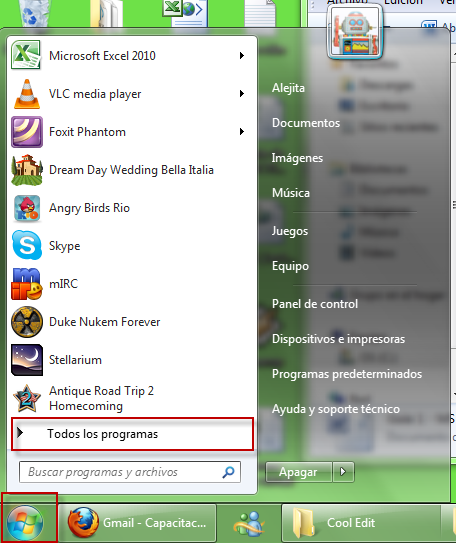 Archivo Edición Ver
Ab
Microsoft Excel 2010
Alejita
VLC media player
Documentos
Foxit Phantom
Imágenes
Dream Day Wedding Bella Italia
Música
Angry Birds Rio
Juegos
Skype
Equipo
mIRC
Panel de control
Duke Nukem Forever
Dispositivos e impresoras
Stellarium
Programas predeterminados
Antique Road Trip 2
Homecoming
Ayuda y soporte técnico
Todos los programas
Buscar programas y archivos
Apagar
Gmail - Capacitac...
Cool Edit